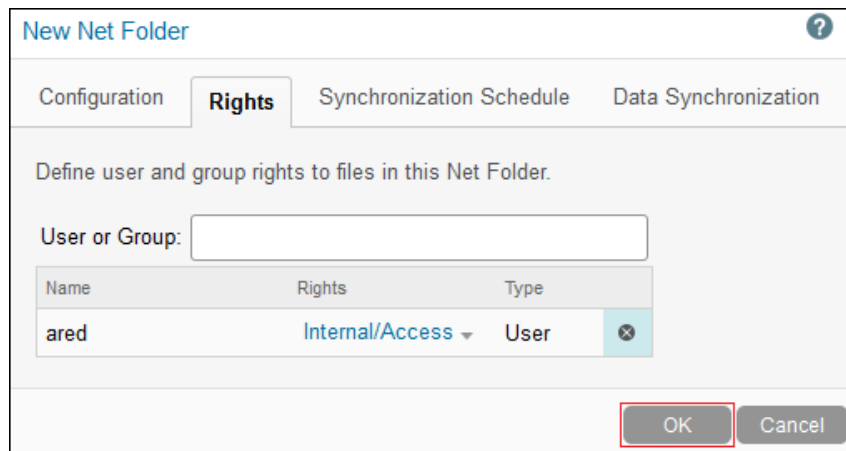 New Net Folder ?
Configuration Rights Synchronization Schedule Data Synchronization
Define user and group rights to files in this Net Folder.
User or Group:
Name Rights Type
ared Internal/Access User
OK Cancel